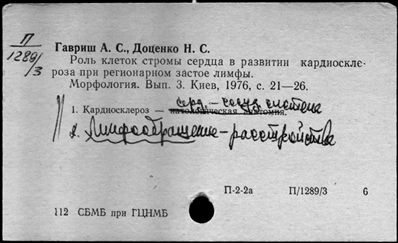 П
1289/3
Гавриш А. С., Доценко Н. С.
Роль клеток стромы сердца в развитии кардиоскле-
роза при регионарном застое лимфы.
Морфология. Вып. 3. Киев, 1976, с. 21—26.
серд.-сосуд. система
1. Кардиосклероз — патологическая анатомия.
2. Лимфообращение-расстройства
П-2-2а П/1289/3 6
112 СБМБ при ГЦНМБ